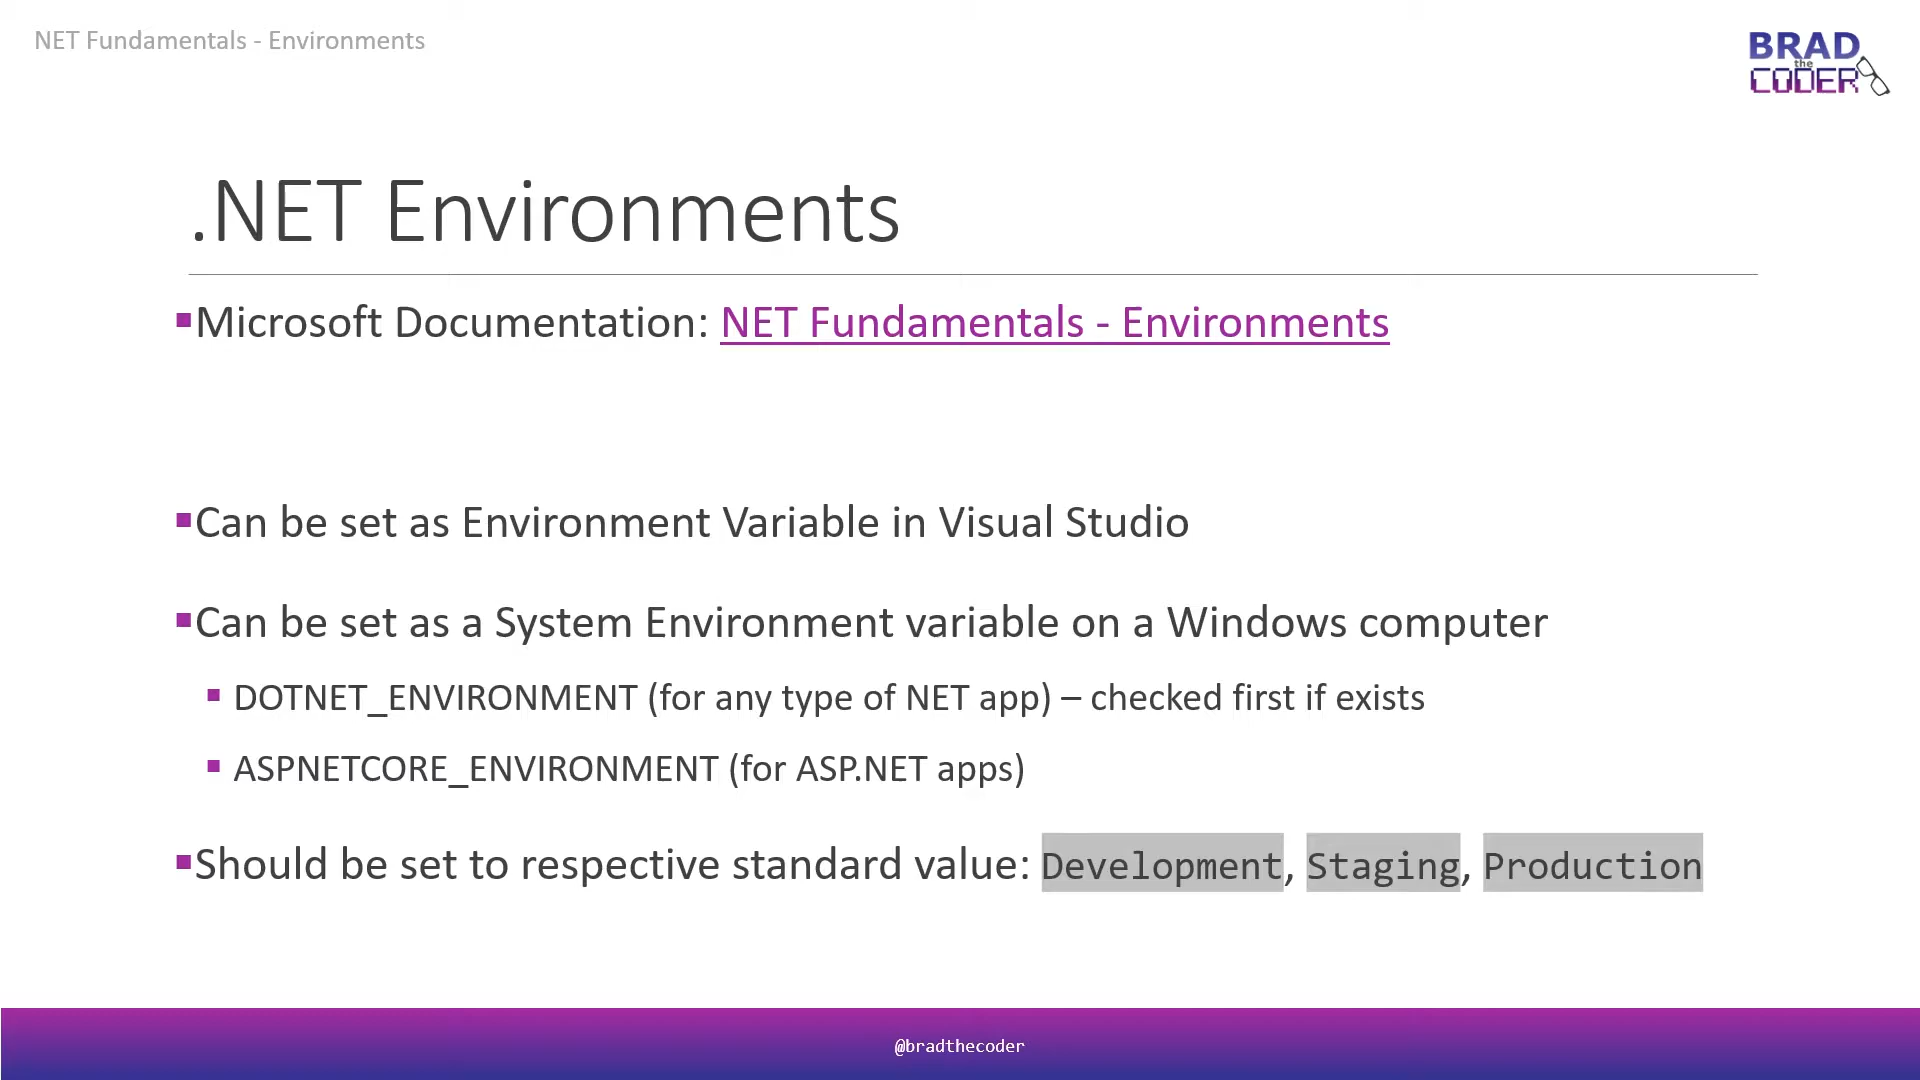 NET Fundamentals - Environments
BRAD
the
CODER
.NET Environments
▪Microsoft Documentation: NET Fundamentals - Environments
▪Can be set as Environment Variable in Visual Studio
▪Can be set as a System Environment variable on a Windows computer
▪ DOTNET_ENVIRONMENT (for any type of NET app) – checked first if exists
▪ ASPNETCORE_ENVIRONMENT (for ASP.NET apps)
▪Should be set to respective standard value: Development, Staging, Production
@bradthecoder